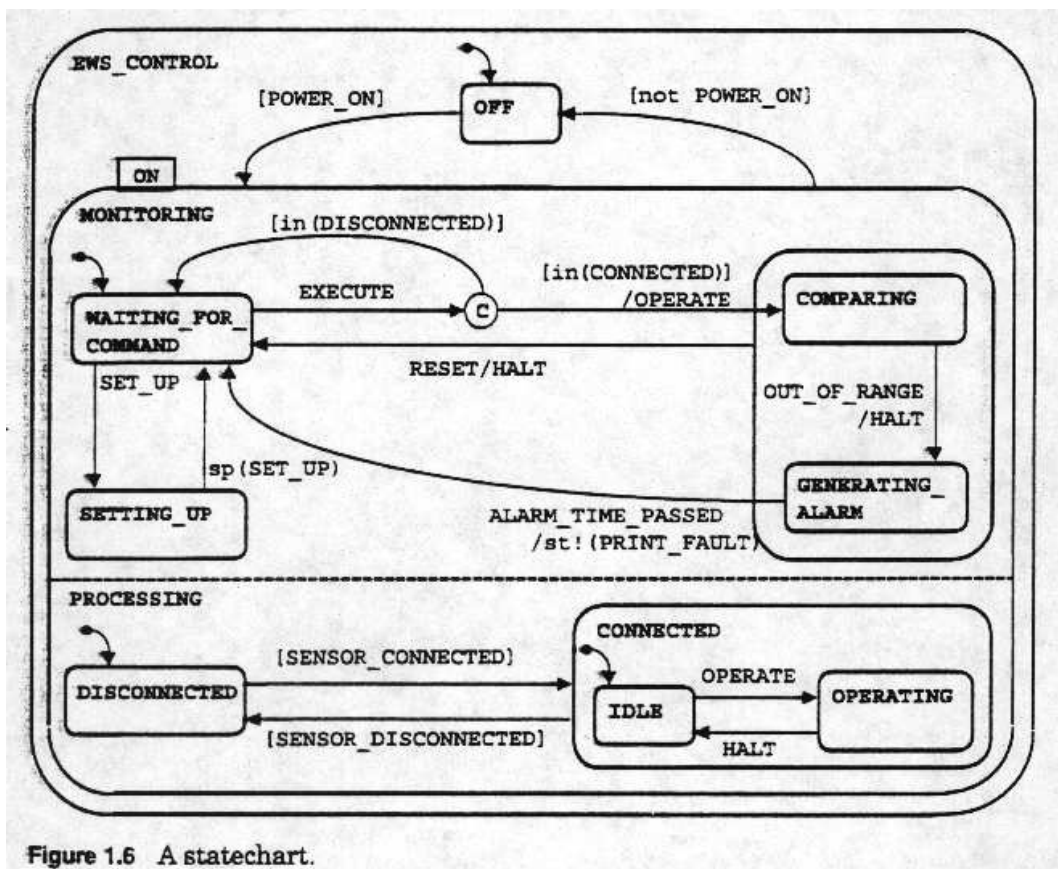 EWS_CONTROL
[POWER_ON]
OFF
[not POWER_ON]
ON
MONITORING
[in(DISCONNECTED)]
EXECUTE
C
[in(CONNECTED)]
/OPERATE
COMPARING
WAITING_FOR_
COMMAND
RESET/HALT
SET_UP
OUT_OF_RANGE
/HALT
sp(SET_UP)
SETTING_UP
GENERATING_
ALARM
ALARM_TIME_PASSED
/st!(PRINT_FAULT)
PROCESSING
CONNECTED
[SENSOR_CONNECTED]
DISCONNECTED
OPERATE
IDLE
OPERATING
[SENSOR_DISCONNECTED]
HALT
Figure 1.6 A statechart.